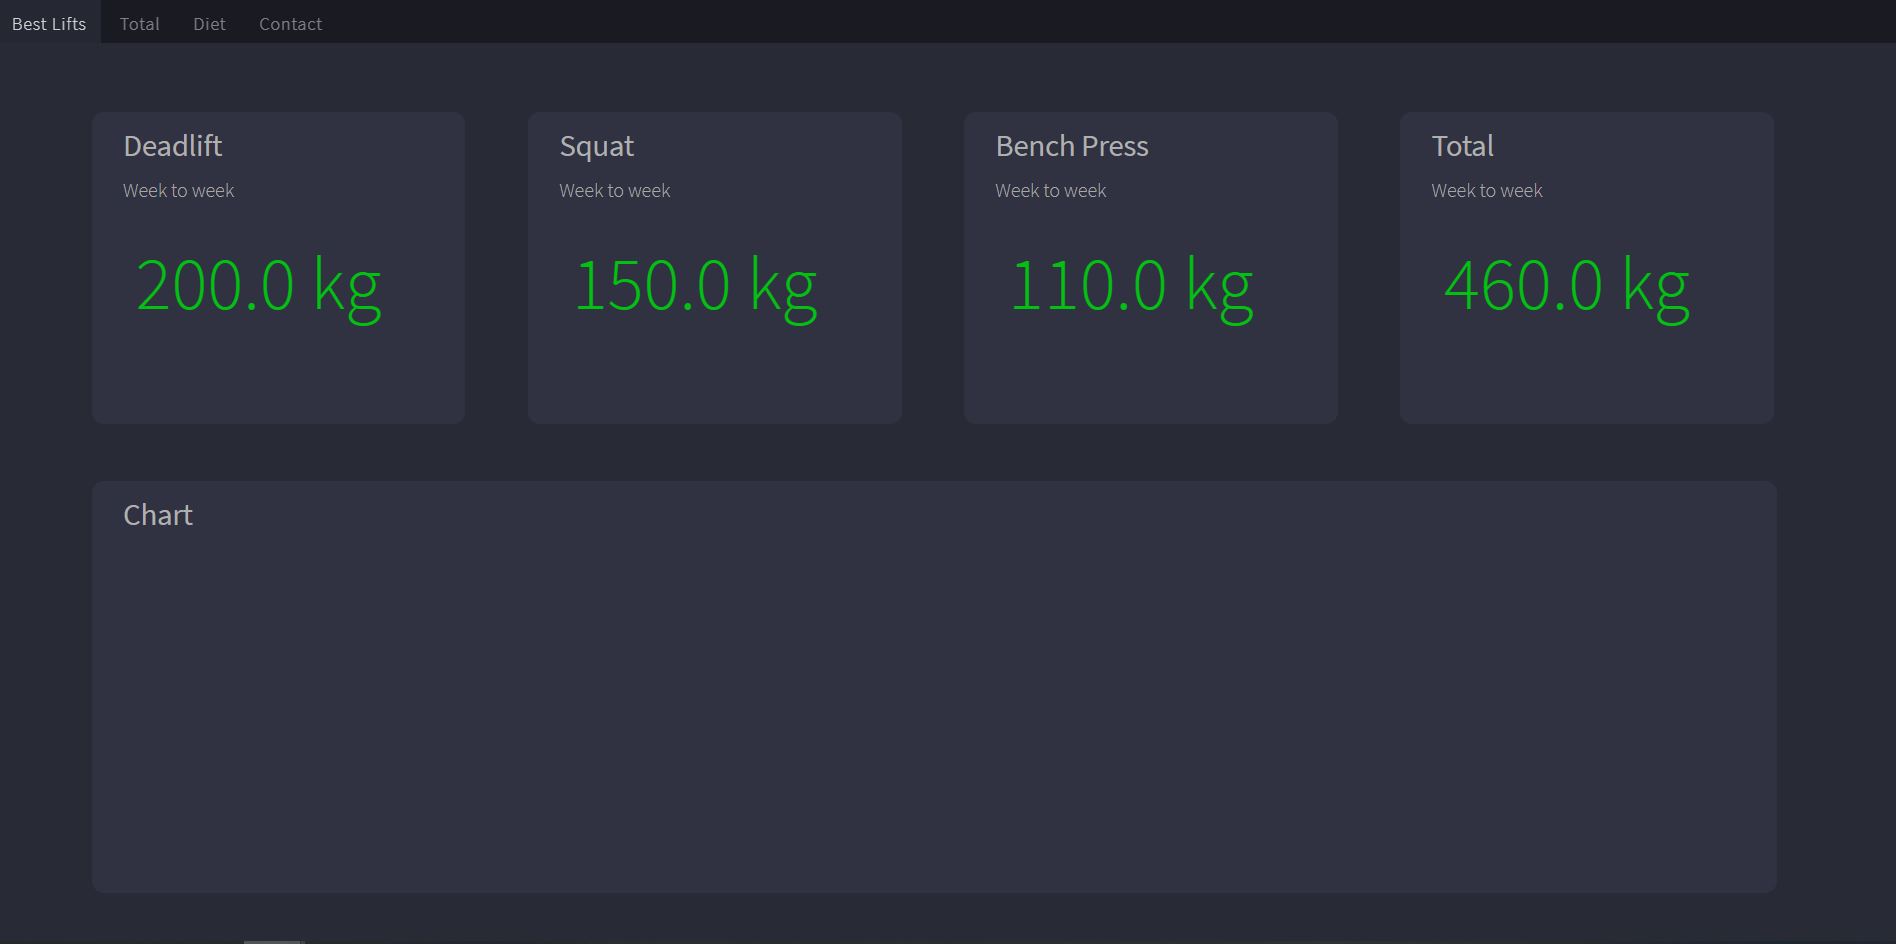 Best Lifts Total Diet Contact
Deadlift
Week to week
200.0 kg
Squat
Week to week
150.0 kg
Bench Press
Week to week
110.0 kg
Total
Week to week
460.0 kg
Chart